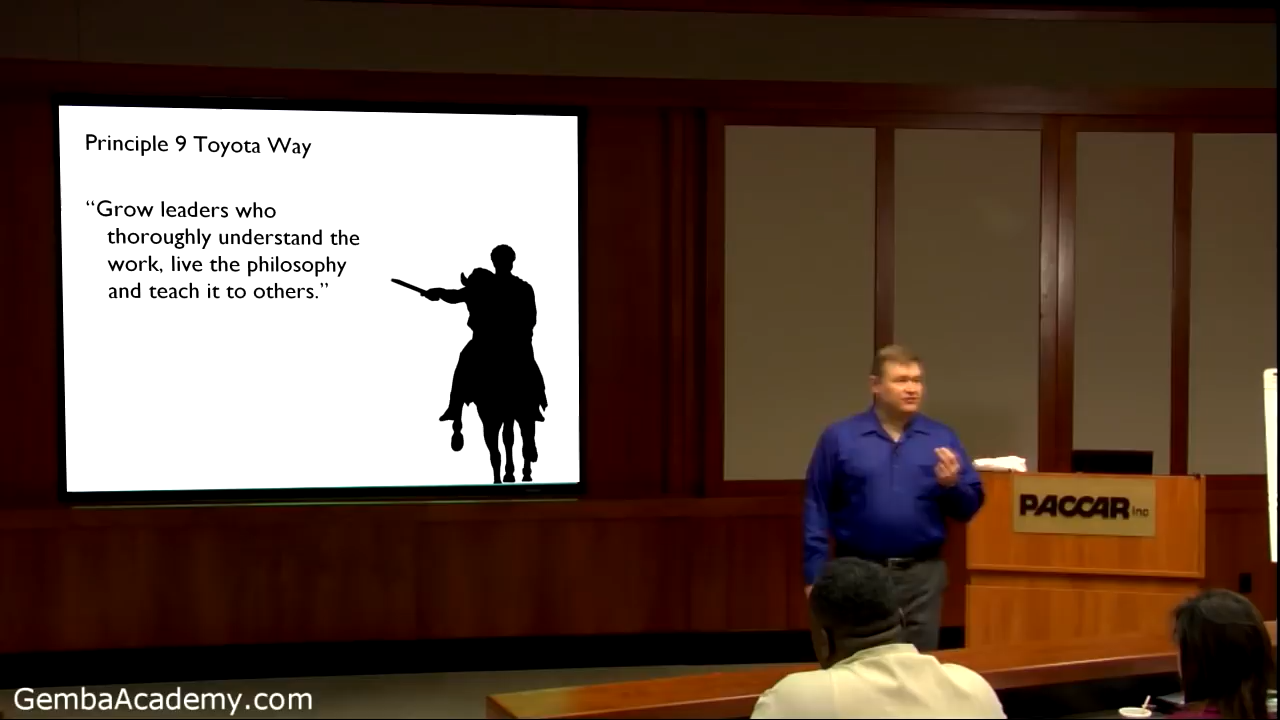 Principle 9 Toyota Way
“Grow leaders who
thoroughly understand the
work, live the philosophy
and teach it to others.”
PACCAR Inc
GembaAcademy.com